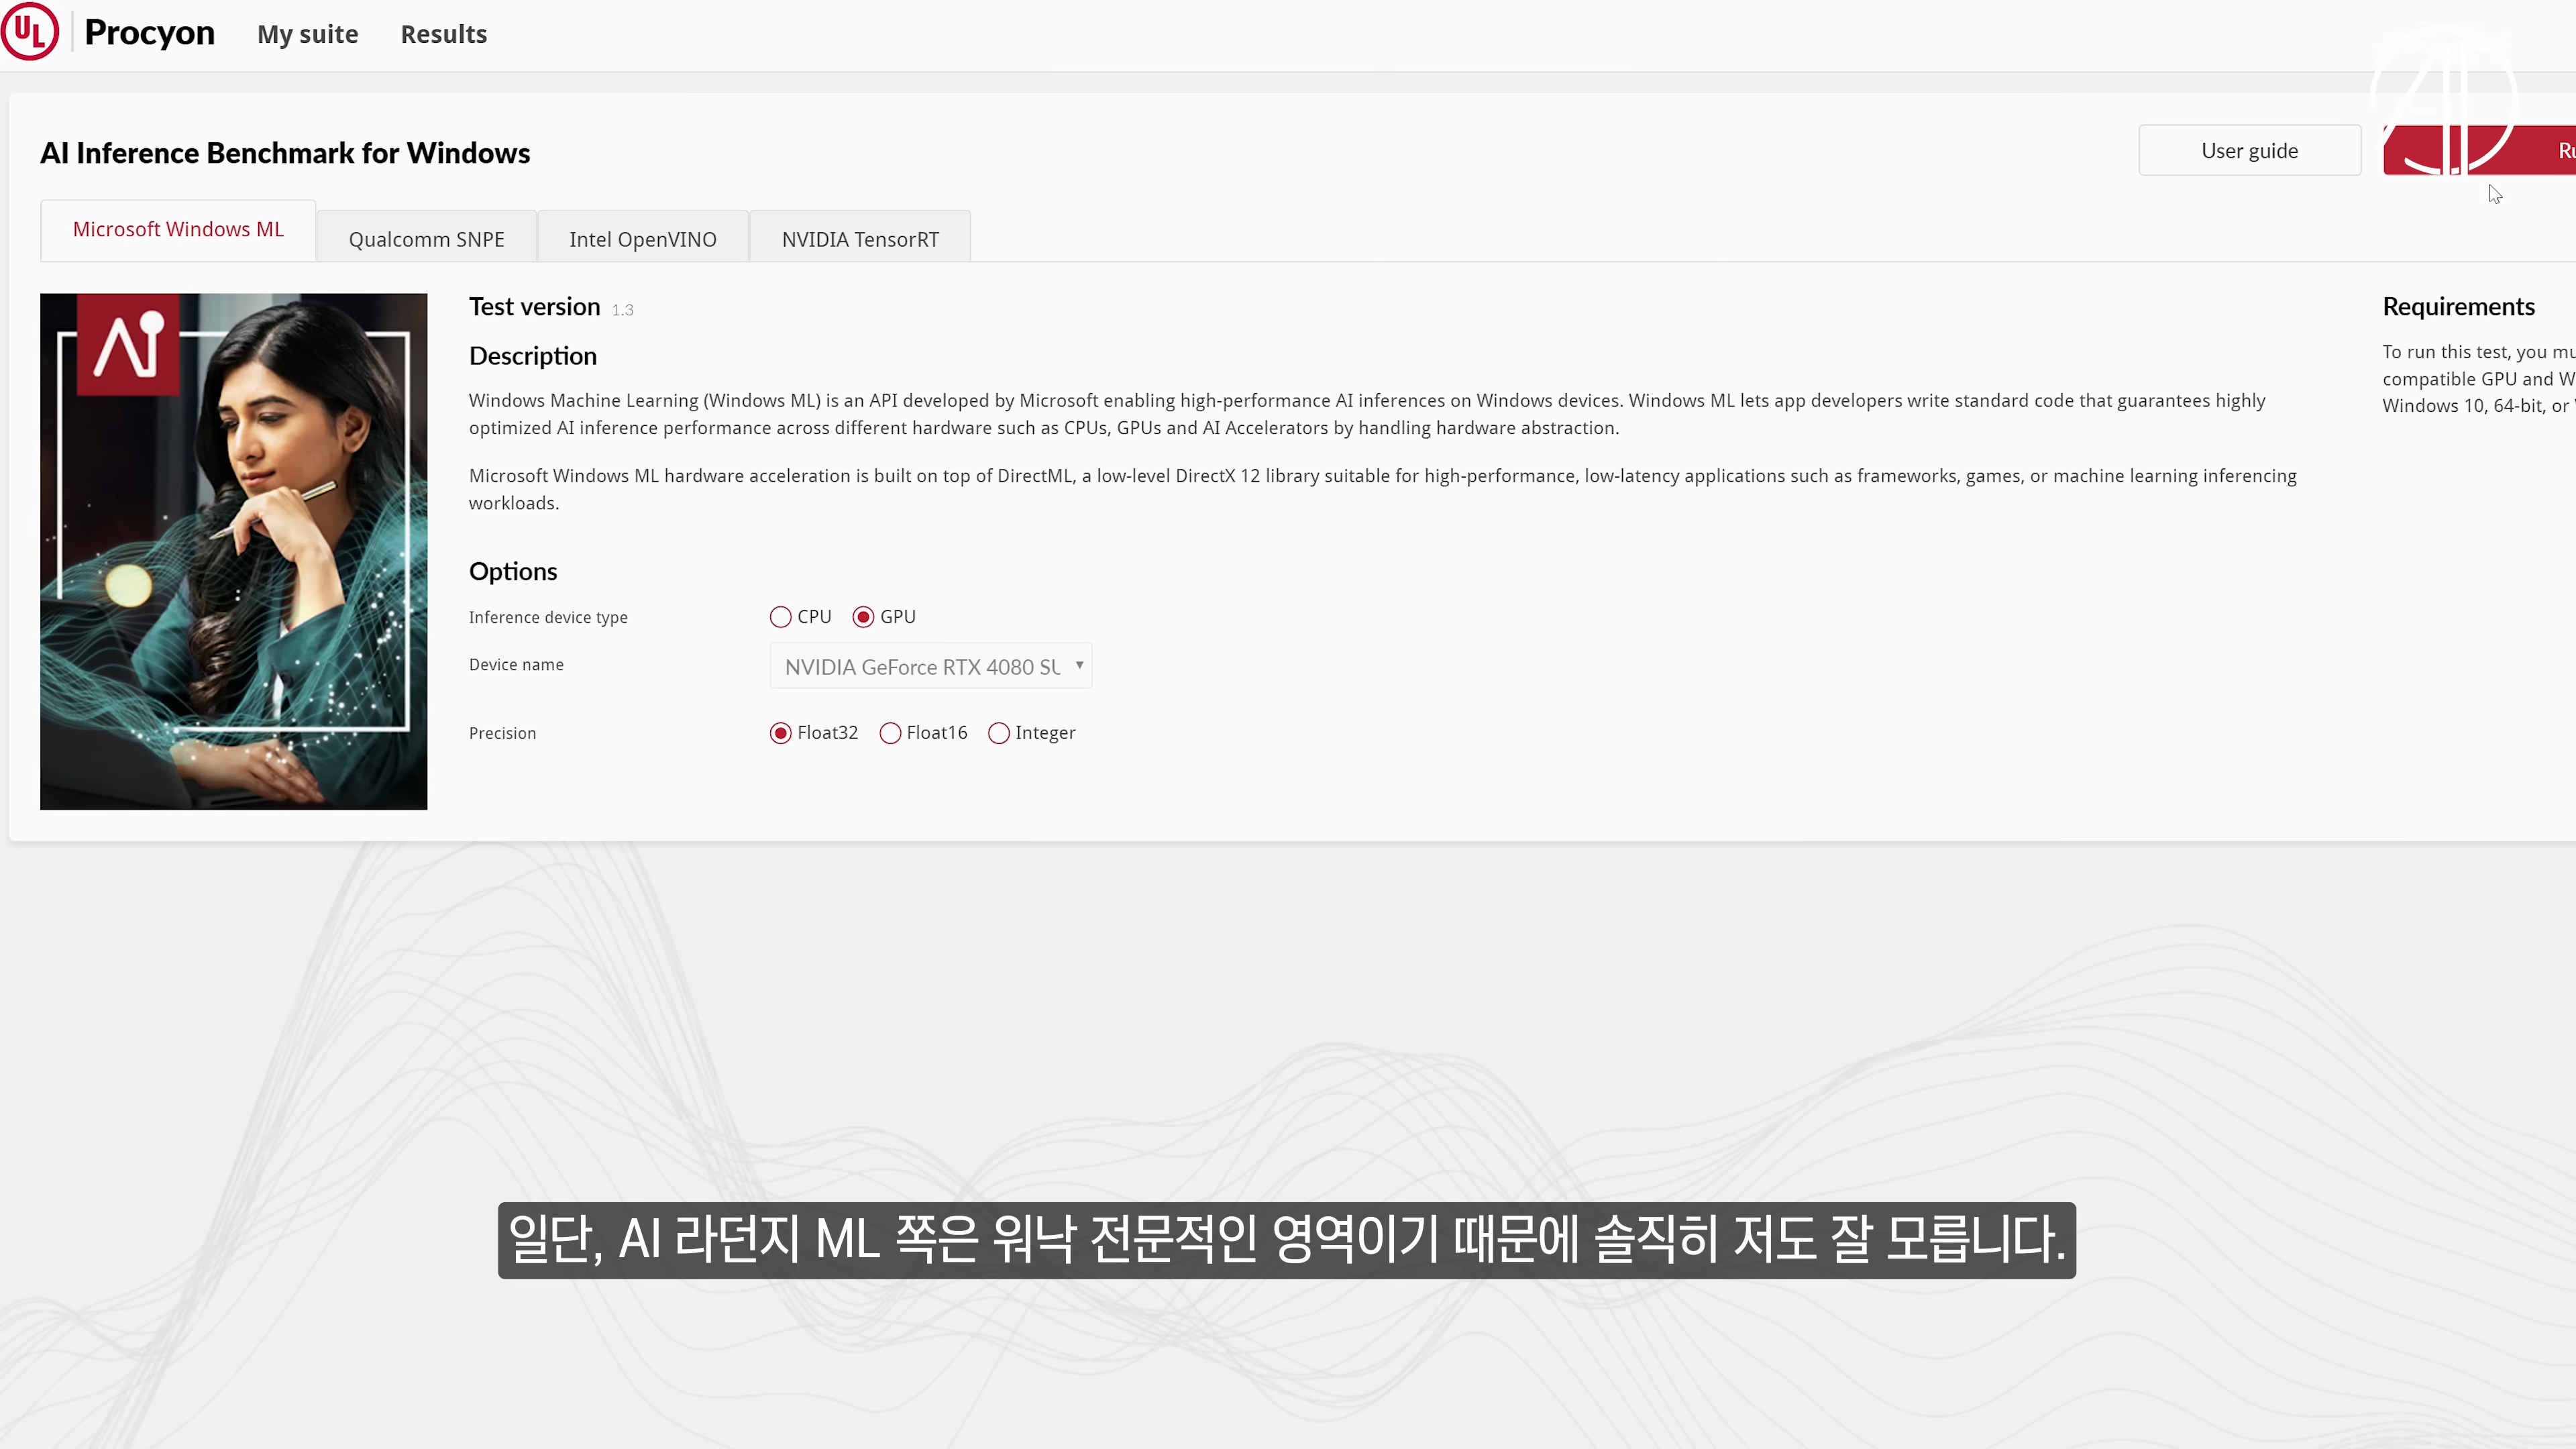 UL Procyon My suite Results
AI Inference Benchmark for Windows
User guide
Microsoft Windows ML
Qualcomm SNPE
Intel OpenVINO
NVIDIA TensorRT
AI
Test version 1.3
Description
Windows Machine Learning (Windows ML) is an API developed by Microsoft enabling high-performance AI inferences on Windows devices. Windows ML lets app developers write standard code that guarantees highly
optimized AI inference performance across different hardware such as CPUs, GPUs and AI Accelerators by handling hardware abstraction.
Microsoft Windows ML hardware acceleration is built on top of DirectML, a low-level DirectX 12 library suitable for high-performance, low-latency applications such as frameworks, games, or machine learning inferencing
workloads.
Options
Inference device type CPU GPU
Device name NVIDIA GeForce RTX 4080
Precision Float32 Float16 Integer
Requirements
To run this test, you
compatible GPU and
Windows 10, 64-bit, or
일단, AI 라던지 ML 쪽은 워낙 전문적인 영역이기 때문에 솔직히 저도 잘 모릅니다.